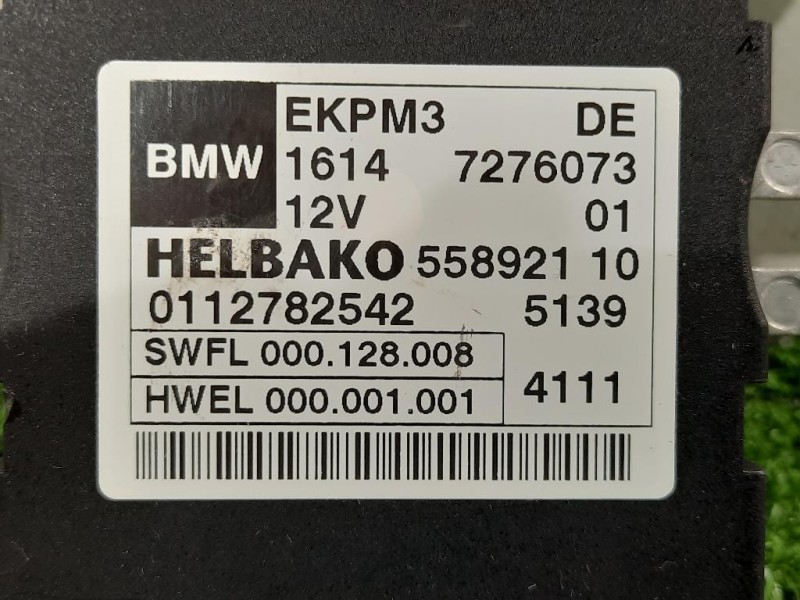 EKPM3 DE
BMW 1614 7276073
12V 01
HELBAKO 558921 10
0112782542 5139
SWFL 000.128.008
HWEL 000.001.001 4111